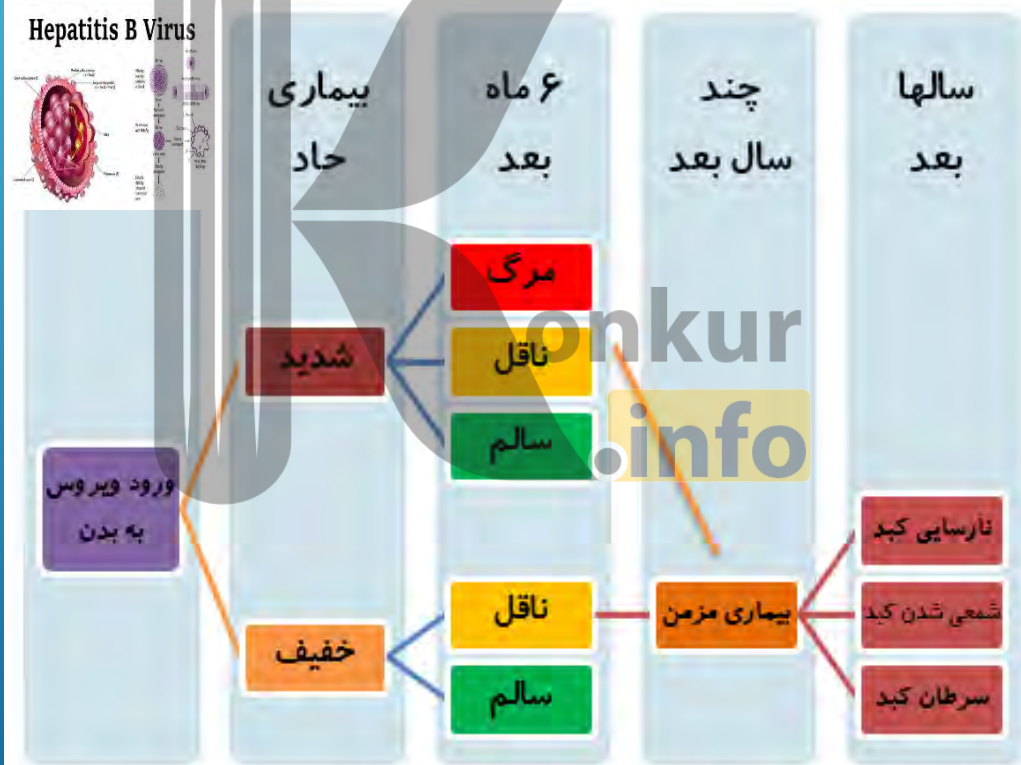 Hepatitis B Virus
بیماری
حاد
۶ ماه
بعد
چند
سال بعد
سالها
بعد
ورود ویروس
به بدن
شدید
خفیف
مرگ
ناقل
سالم
ناقل
سالم
بیماری مزمن
نارسایی کبد
شمعی شدن کبد
سرطان کبد
Konkur
.info